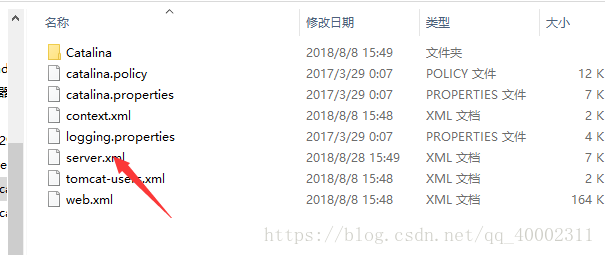 名称 修改日期 类型 大小
Catalina 2018/8/8 15:49 文件夹
catalina.policy 2017/3/29 0:07 POLICY 文件 12 K
catalina.properties 2017/3/29 0:07 PROPERTIES 文件 7 K
context.xml 2018/8/8 15:48 XML 文档 2 K
logging.properties 2017/3/29 0:07 PROPERTIES 文件 4 K
server.xml 2018/8/28 15:49 XML 文档 7 K
tomcat-users.xml 2018/8/8 15:48 XML 文档 2 K
web.xml 2018/8/8 15:48 XML 文档 164 K
https://blog.csdn.net/qq_40002311